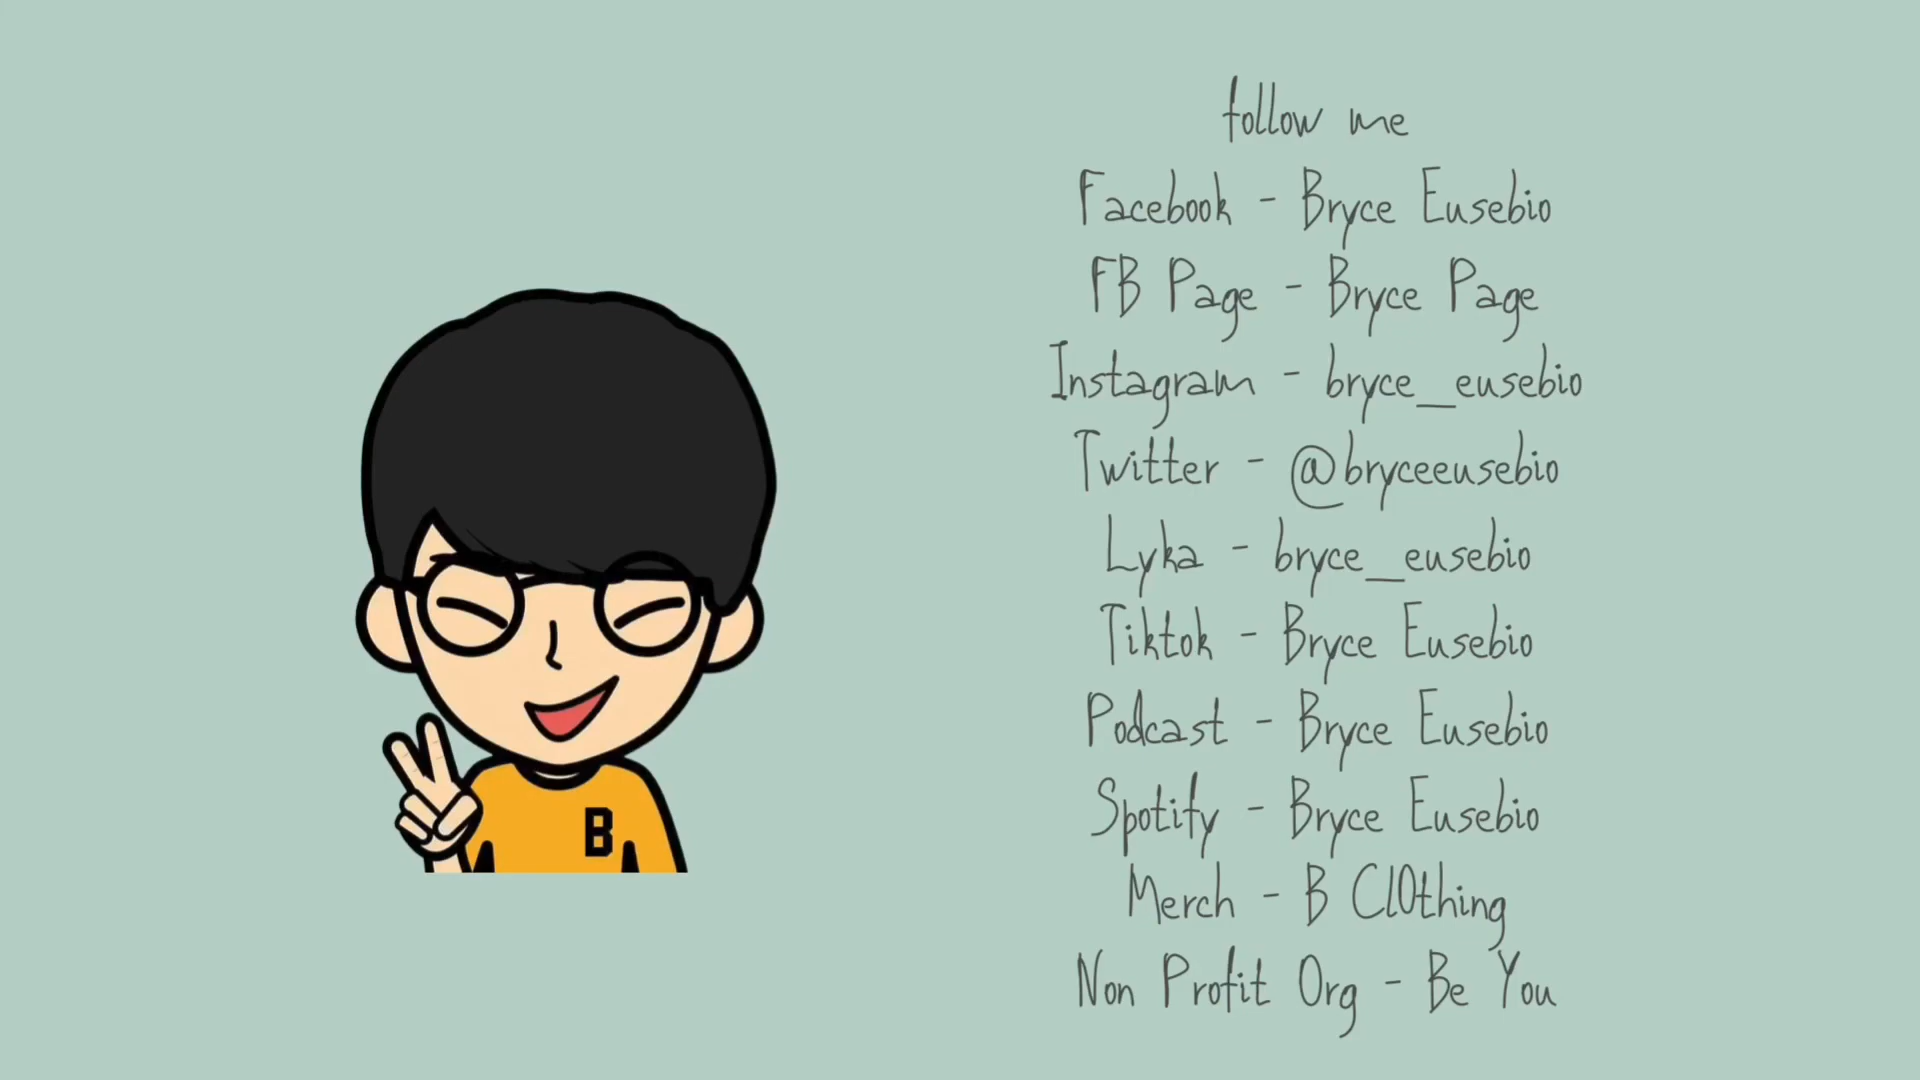 follow me
Facebook - Bryce Eusebio
FB Page - Bryce Page
Instagram - bryce_eusebio
Twitter - @bryceeusebio
Lyka - bryce_eusebio
Tiktok - Bryce Eusebio
Podcast - Bryce Eusebio
Spotify - Bryce Eusebio
Merch - B Cl0thing
Non Profit Org - Be You
B